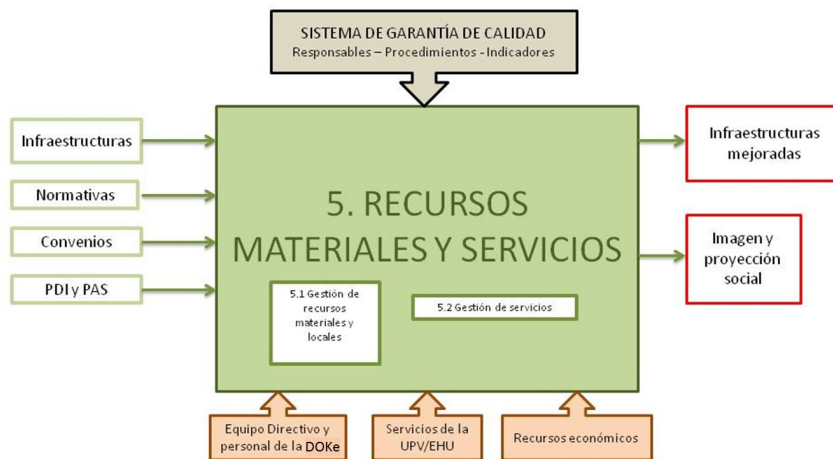 SISTEMA DE GARANTÍA DE CALIDAD
Responsables – Procedimientos - Indicadores
Infraestructuras
Normativas
Convenios
PDI y PAS
5. RECURSOS
MATERIALES Y SERVICIOS
5.1 Gestión de
recursos
materiales y
locales
5.2 Gestión de servicios
Infraestructuras
mejoradas
Imagen y
proyección
social
Equipo Directivo y
personal de la DOKe
Servicios de la
UPV/EHU
Recursos económicos